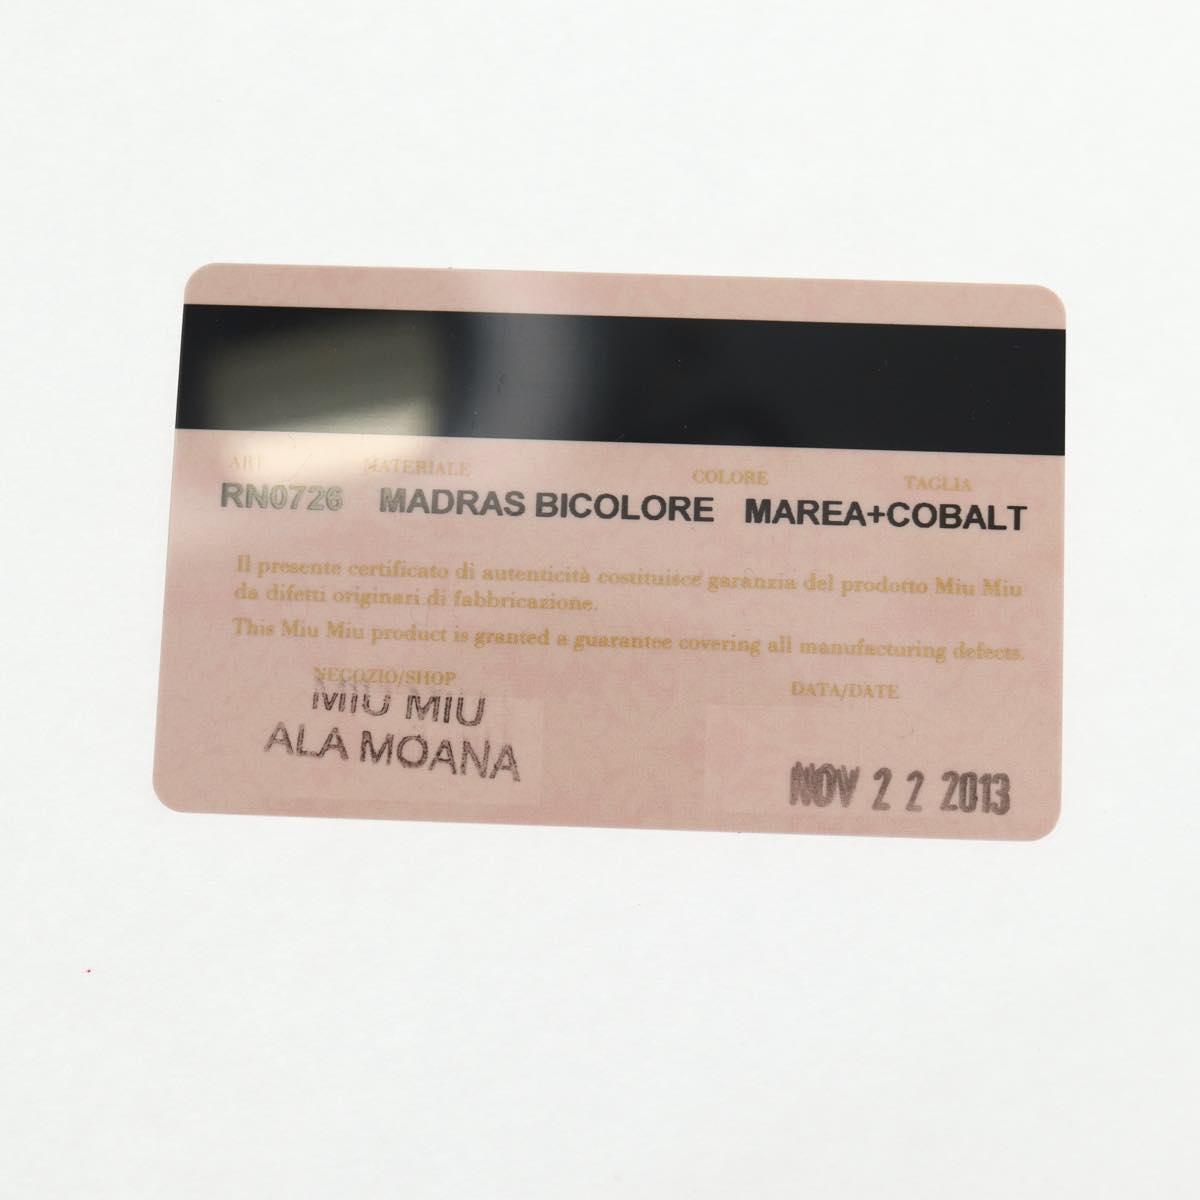 ART MATERIALE COLORE TAGLIA
RN0726 MADRAS BICOLORE MAREA+COBALT
Il presente certificato di autenticità costituisce garanzia del prodotto Miu Miu
da difetti originari di fabbricazione.
This Miu Miu product is granted a guarantee covering all manufacturing defects.
NEGOZIO/SHOP DATA/DATE
MIU MIU
ALA MOANA
NOV 22 2013